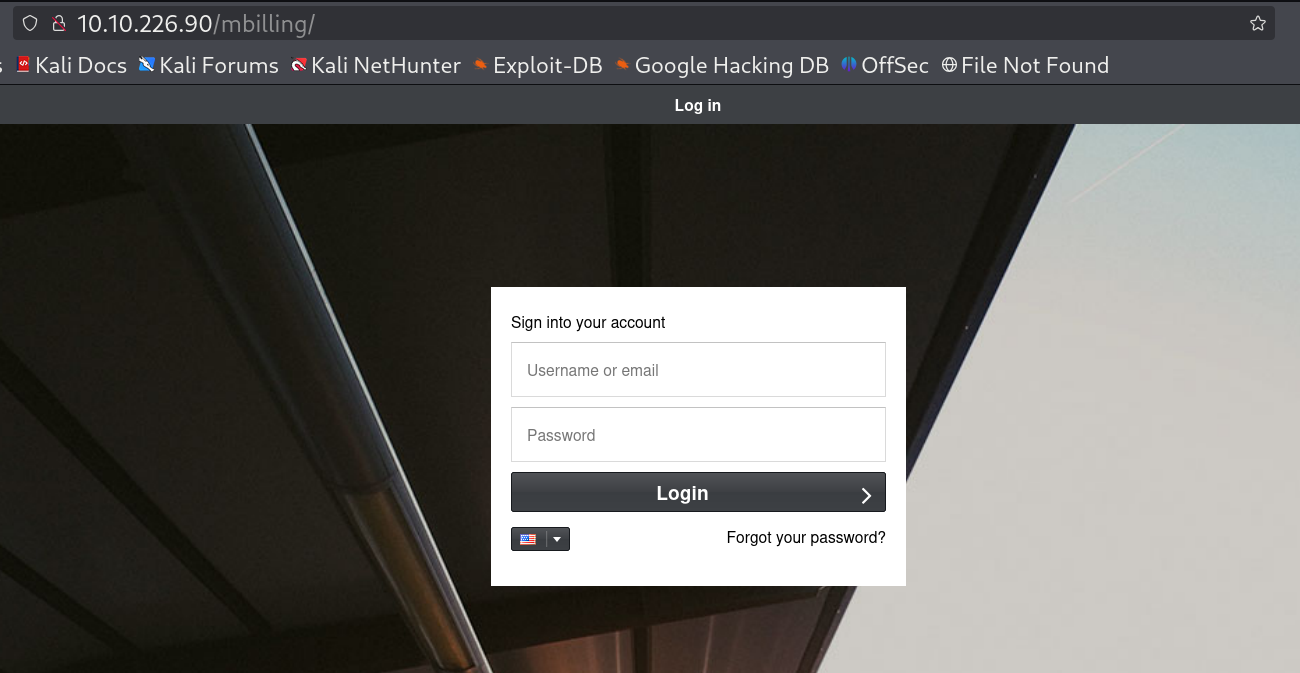 10.10.226.90/mbilling/
s Kali Docs Kali Forums Kali NetHunter Exploit-DB Google Hacking DB OffSec File Not Found
Log in
Sign into your account
Username or email
Password
Login
Forgot your password?